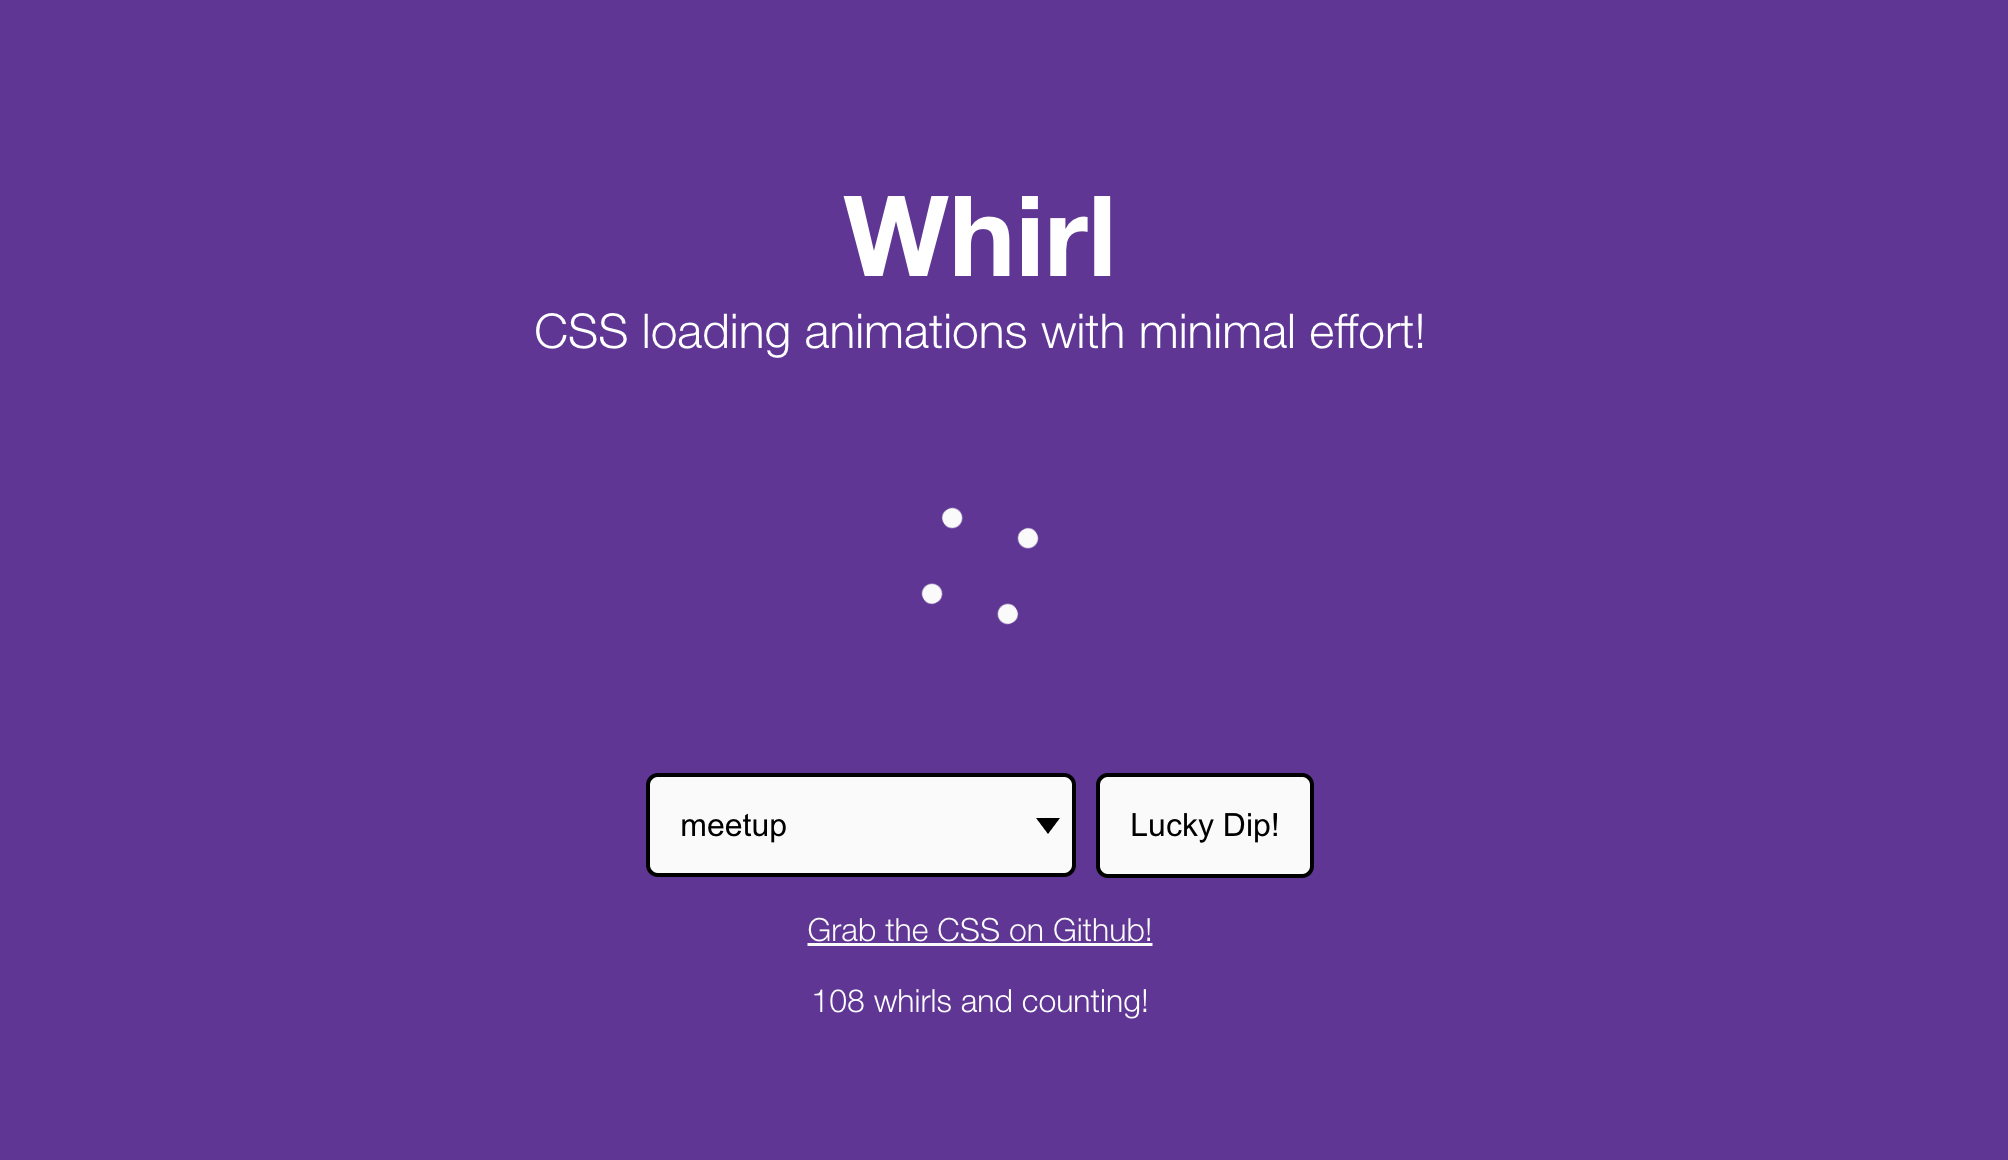 Whirl
CSS loading animations with minimal effort!
meetup
Lucky Dip!
Grab the CSS on Github!
108 whirls and counting!